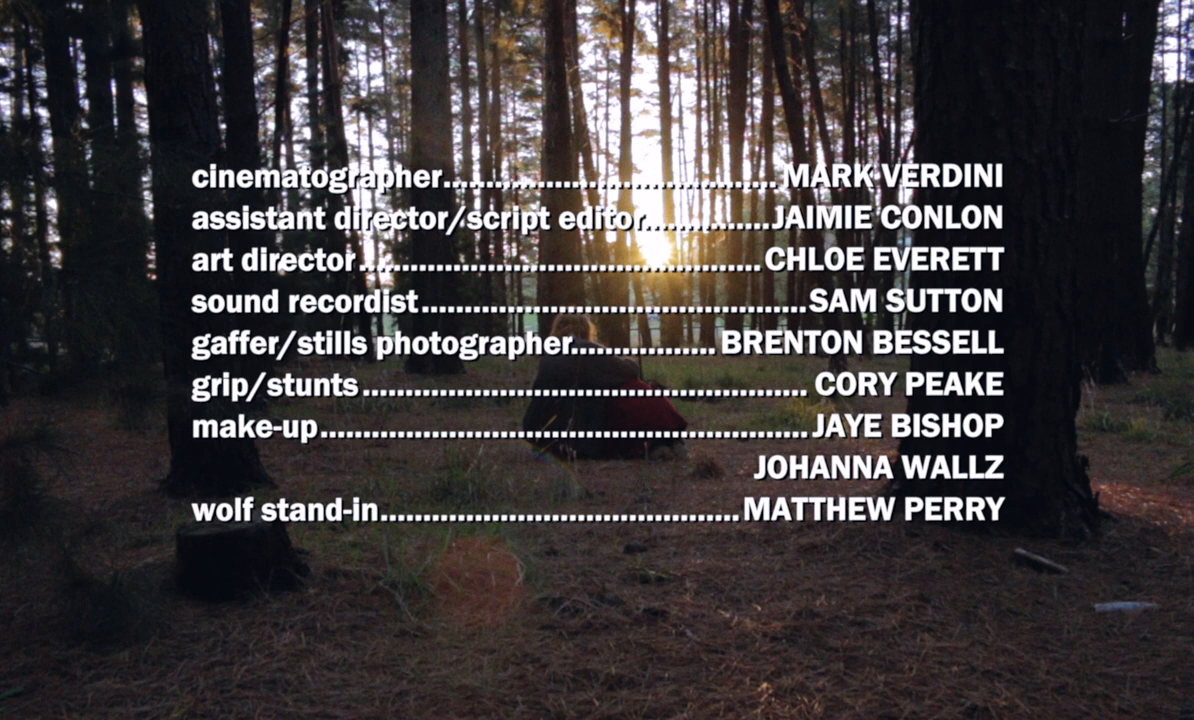 cinematographer.......................................MARK VERDINI
assistant director/script editor..............JAIMIE CONLON
art director..............................................CHLOE EVERETT
sound recordist............................................SAM SUTTON
gaffer/stills photographer................BRENTON BESSELL
grip/stunts...................................................CORY PEAKE
make-up........................................................JAYE BISHOP
JOHANNA WALLZ
wolf stand-in.........................................MATTHEW PERRY